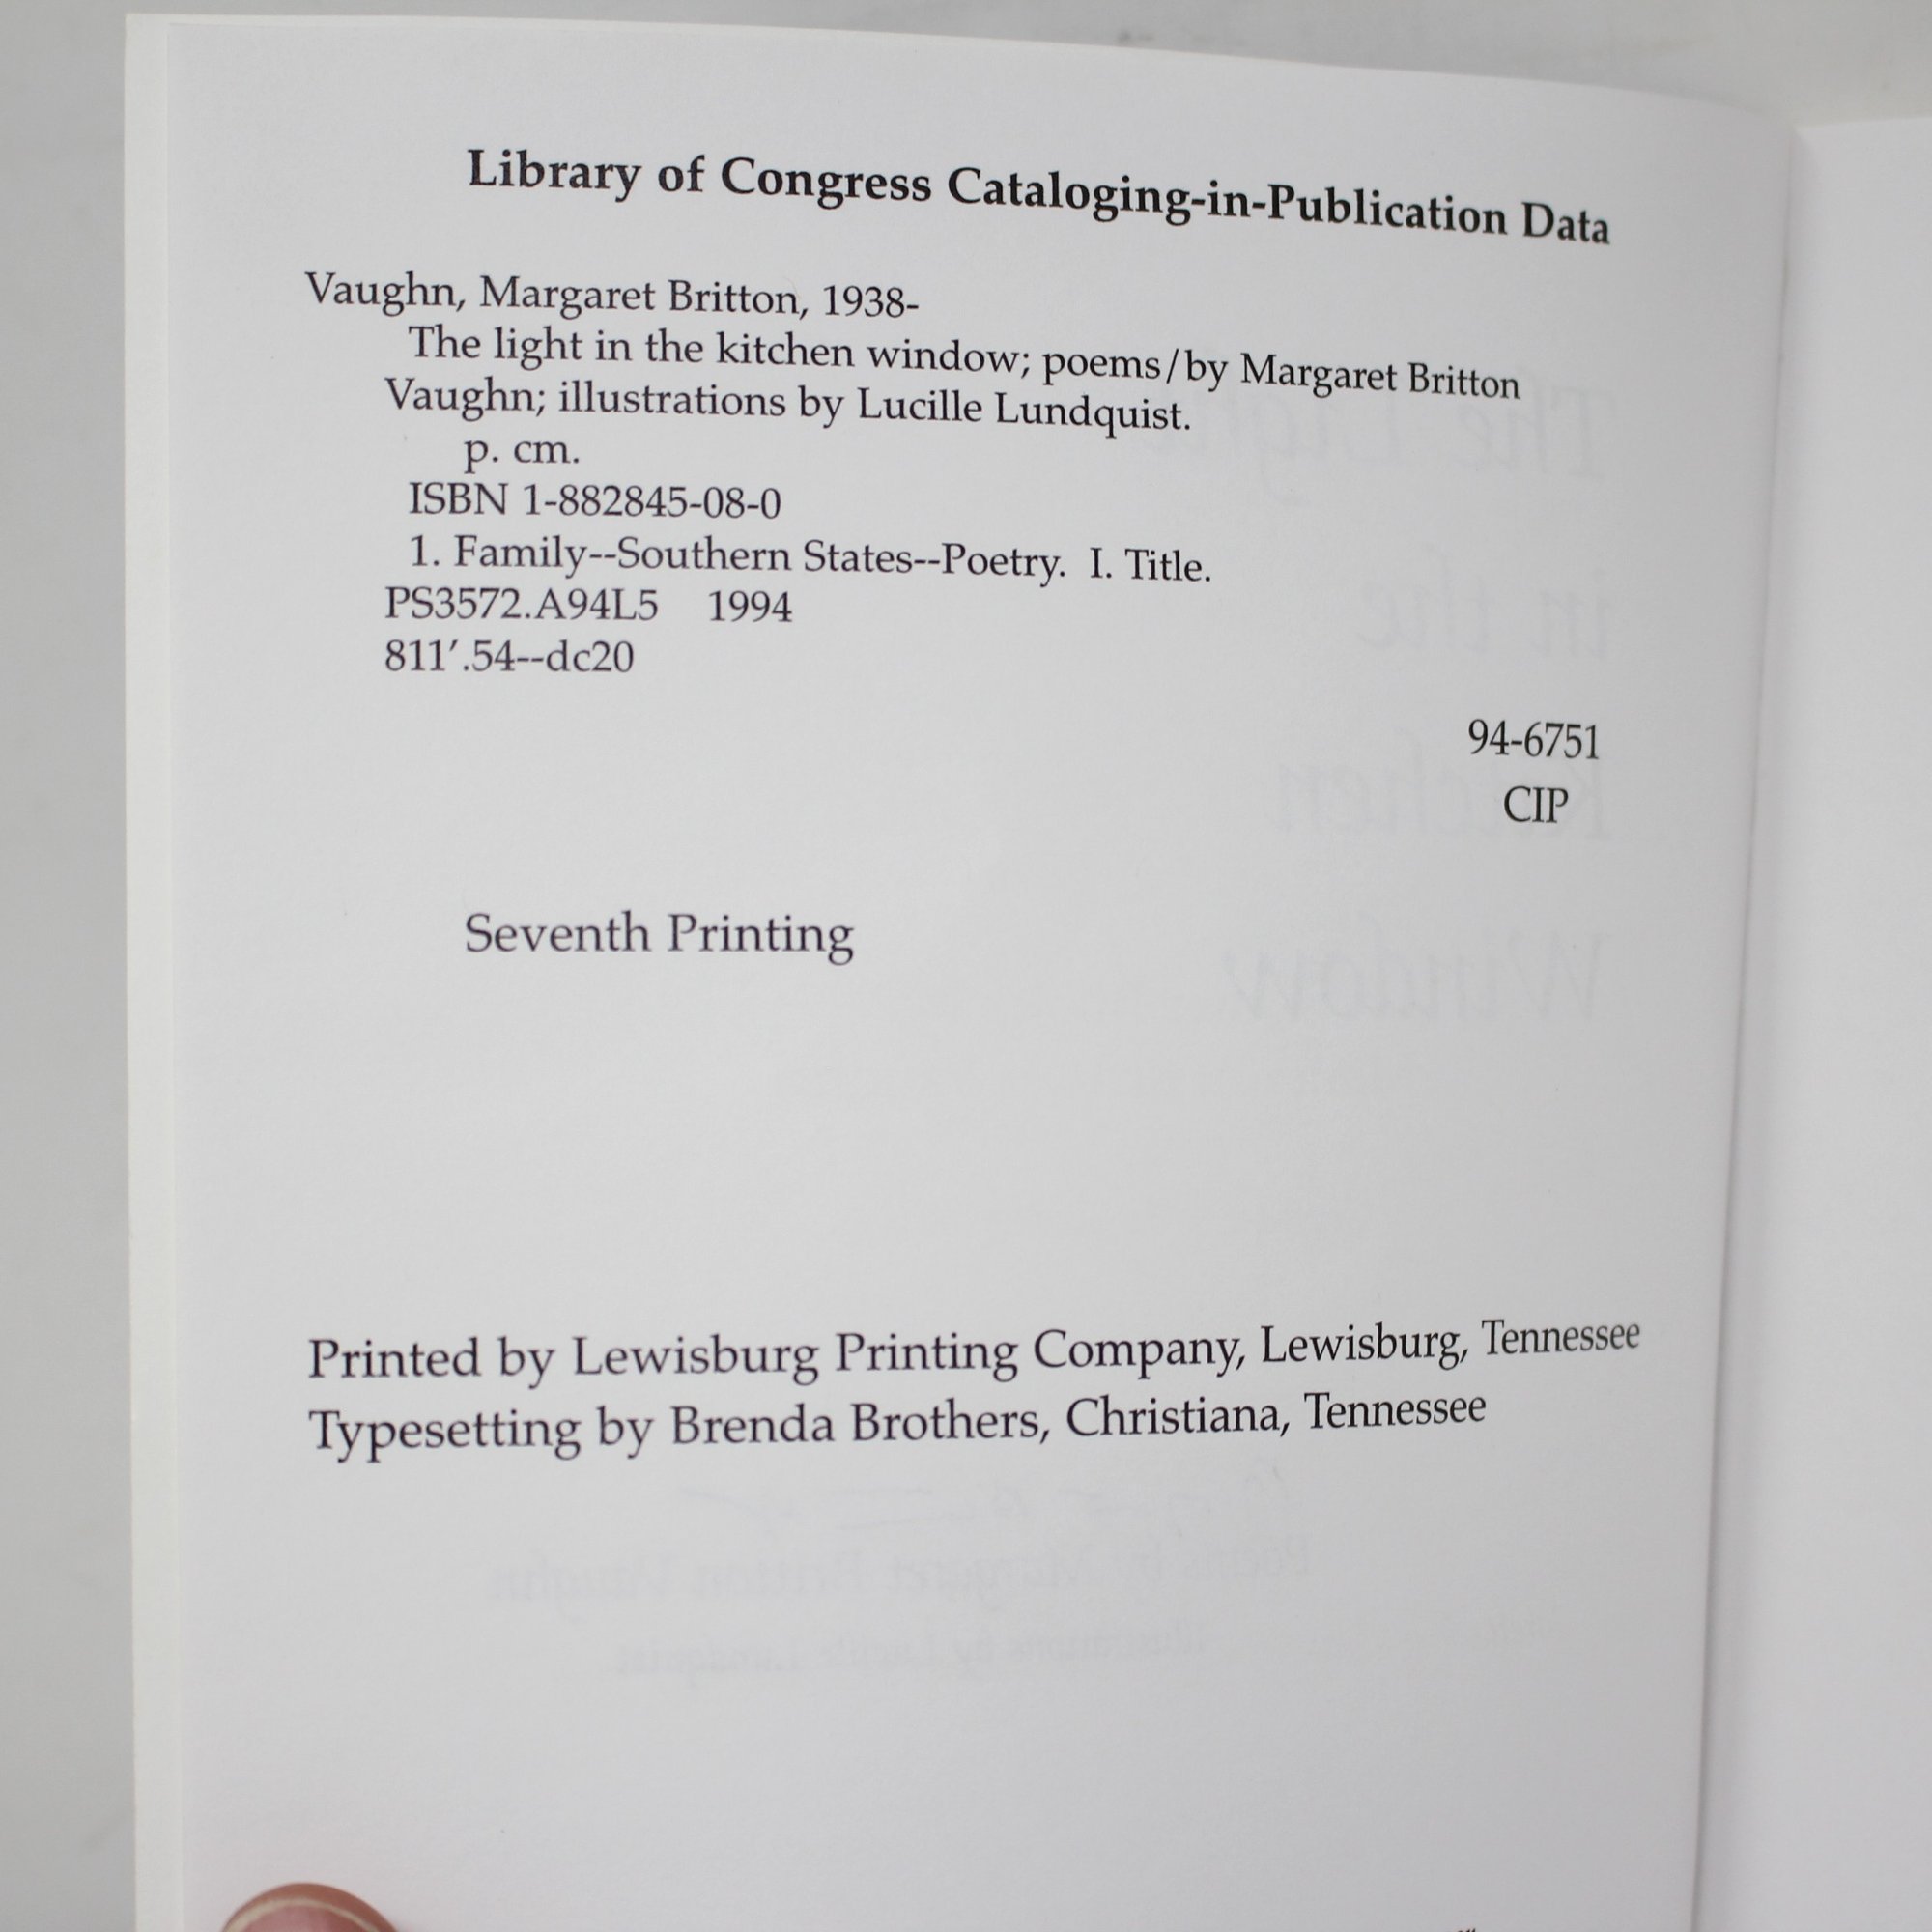 Library of Congress Cataloging-in-Publication Data
Vaughn, Margaret Britton, 1938-
The light in the kitchen window; poems/by Margaret Britton
Vaughn; illustrations by Lucille Lundquist.
p. cm.
ISBN 1-882845-08-0
1. Family--Southern States--Poetry. I. Title.
PS3572.A94L5 1994
811′.54--dc20
94-6751
CIP
Seventh Printing
Printed by Lewisburg Printing Company, Lewisburg, Tennessee
Typesetting by Brenda Brothers, Christiana, Tennessee